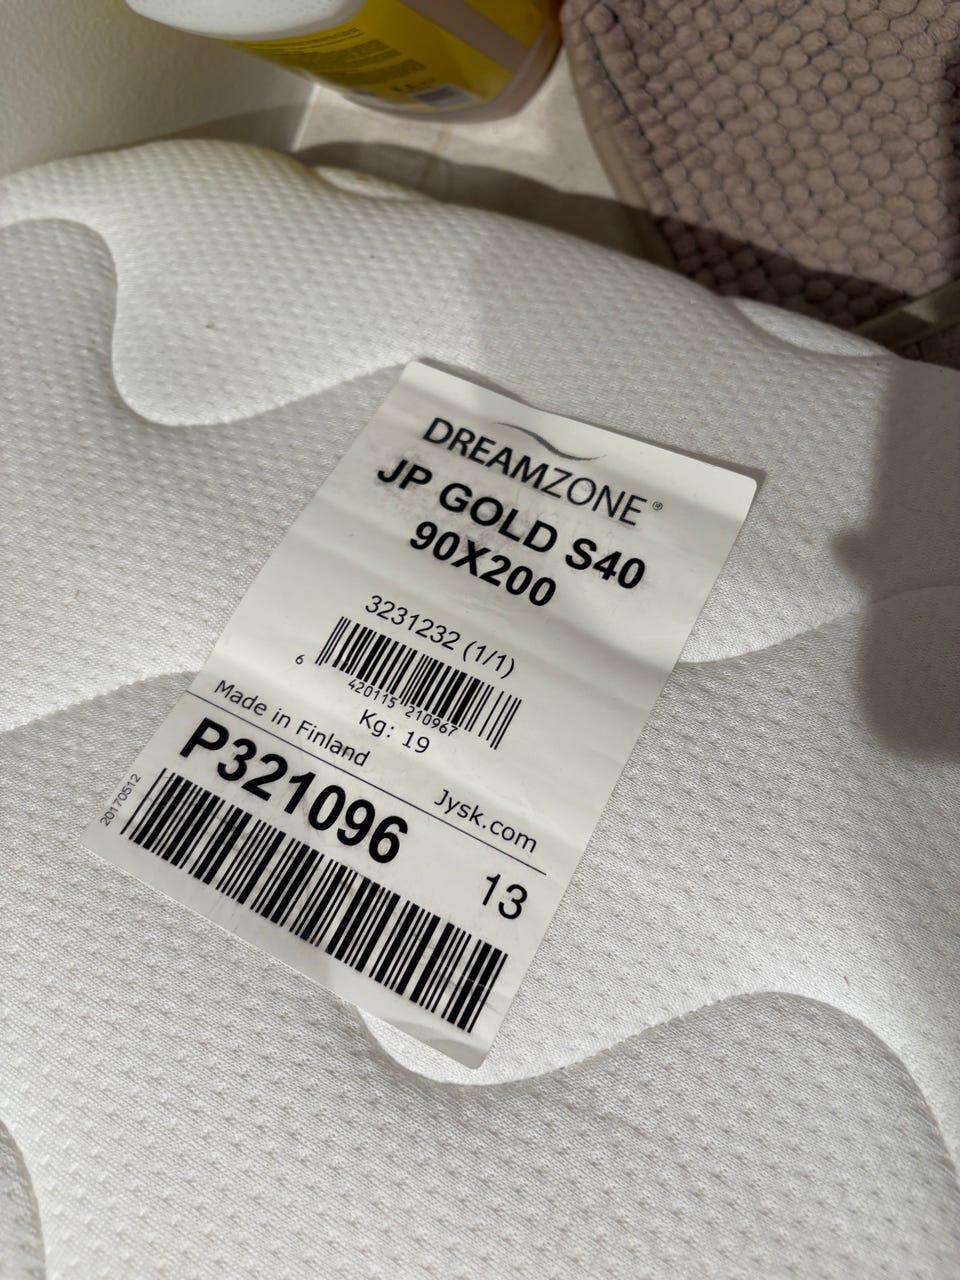 DREAMZONE®
JP GOLD S40
90X200
3231232 (1/1)
6 420115 210967
Kg: 19
Made in Finland Jysk.com
P321096 13
20170512